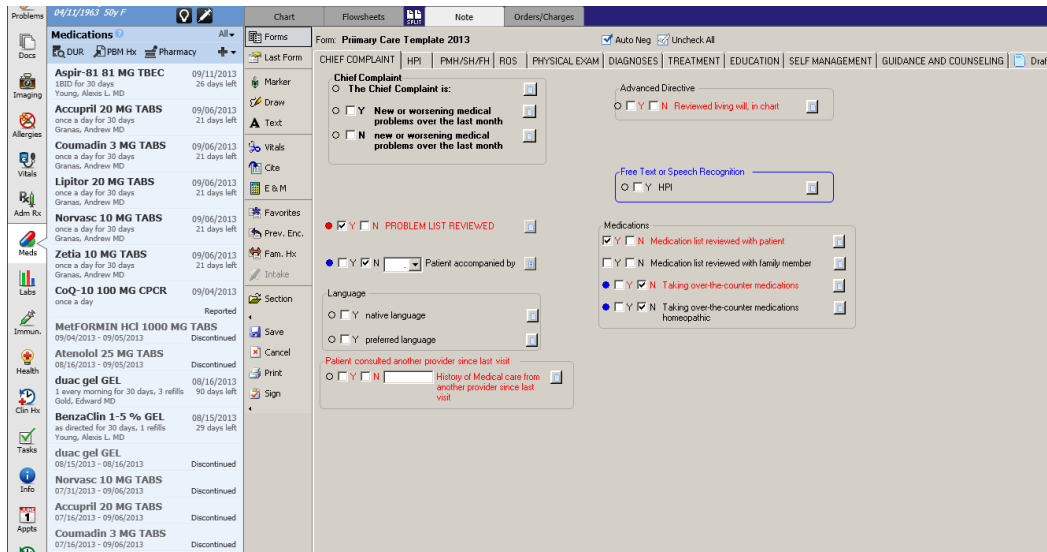 04/11/1963 50y F
Chart
Flowsheets
SPLIT
Note
Orders/Charges
Problems
Docs
Imaging
Allergies
Vitals
Adm Rx
Meds
Labs
Immun.
Health
Clin Hx
Tasks
Info
JUNE
1
Appts
Medications
All
DUR
PBM Hx
Pharmacy
Aspir-81 81 MG TBEC 09/11/2013
1BID for 30 days 26 days left
Young, Alexis L. MD
Accupril 20 MG TABS 09/06/2013
once a day for 30 days 21 days left
Granas, Andrew MD
Coumadin 3 MG TABS 09/06/2013
once a day for 30 days 21 days left
Granas, Andrew MD
Lipitor 20 MG TABS 09/06/2013
once a day for 30 days 21 days left
Granas, Andrew MD
Norvasc 10 MG TABS 09/06/2013
once a day for 30 days 21 days left
Granas, Andrew MD
Zetia 10 MG TABS 09/06/2013
once a day for 30 days 21 days left
Granas, Andrew MD
CoQ-10 100 MG CPCR 09/04/2013
once a day
Reported
MetFORMIN HCl 1000 MG TABS
09/04/2013 - 09/05/2013 Discontinued
Atenolol 25 MG TABS
08/16/2013 - 09/05/2013 Discontinued
duac gel GEL 08/16/2013
1 every morning for 30 days, 3 refills 90 days left
Gold, Edward MD
BenzaClin 1-5 % GEL 08/15/2013
as directed for 30 days, 1 refills 29 days left
Young, Alexis L. MD
duac gel GEL
08/15/2013 - 08/16/2013 Discontinued
Norvasc 10 MG TABS
07/31/2013 - 09/06/2013 Discontinued
Accupril 20 MG TABS
07/16/2013 - 09/06/2013 Discontinued
Coumadin 3 MG TABS
07/16/2013 - 09/06/2013 Discontinued
Forms
Last Form
Marker
Draw
A Text
Vitals
Cite
E & M
Favorites
Prev. Enc.
Fam. Hx
Intake
Section
Save
Cancel
Print
Sign
Form: Priimary Care Template 2013
Auto Neg
Uncheck All
CHIEF COMPLAINT
HPI
PMH/SH/FH
ROS
PHYSICAL EXAM
DIAGNOSES
TREATMENT
EDUCATION
SELF MANAGEMENT
GUIDANCE AND COUNSELING
Draf
Chief Complaint
The Chief Complaint is:
Y New or worsening medical
problems over the last month
N new or worsening medical
problems over the last month
Y N PROBLEM LIST REVIEWED
Y N Patient accompanied by
Language
Y native language
Y preferred language
Patient consulted another provider since last visit
Y N History of Medical care from
another provider since last
visit
Advanced Directive
Y N Reviewed living will, in chart
Free Text or Speech Recognition
Y HPI
Medications
Y N Medication list reviewed with patient
Y N Medication list reviewed with family member
Y N Taking over-the-counter medications
Y N Taking over-the-counter medications
homeopathic